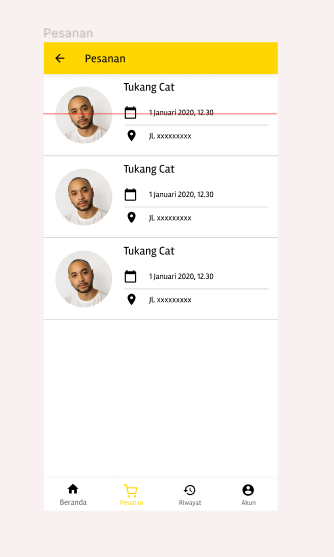 Pesanan
Pesanan
Tukang Cat
1 Januari 2020, 12.30
Jl. xxxxxxxxx
Tukang Cat
1 Januari 2020, 12.30
Jl. xxxxxxxxx
Tukang Cat
1 Januari 2020, 12.30
Jl. xxxxxxxxx
Beranda Pesanan Riwayat Akun